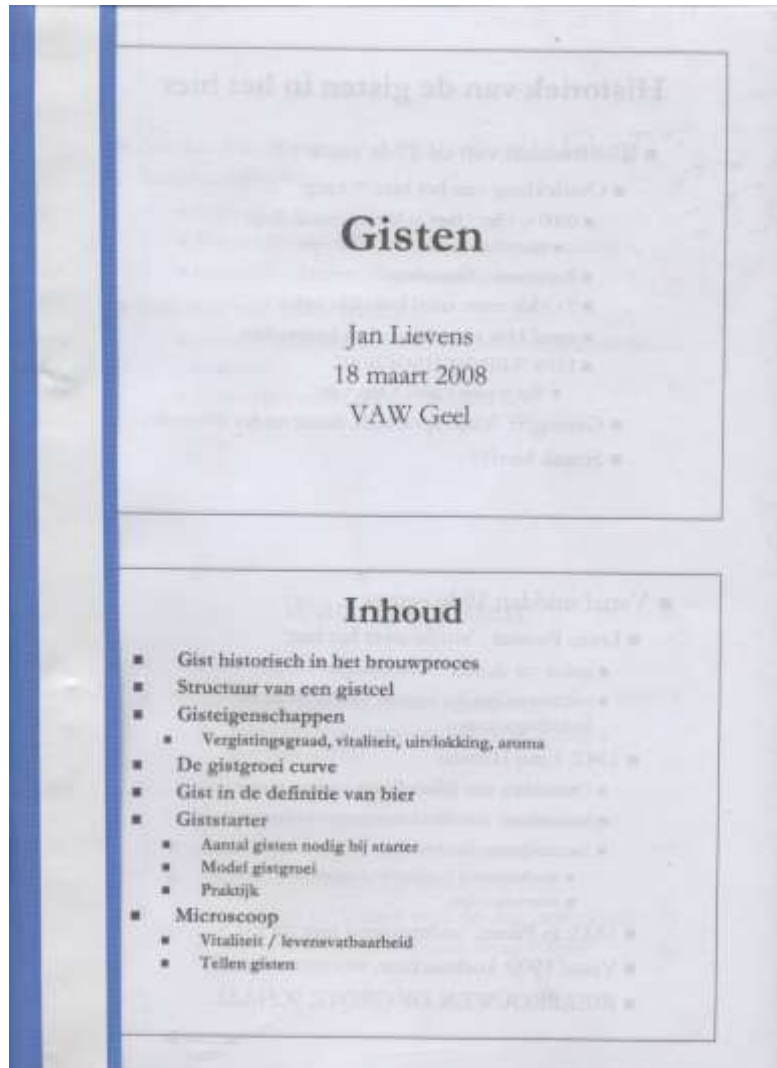 Gisten
Jan Lievens
18 maart 2008
VAW Geel
Inhoud
▪ Gist historisch in het brouwproces
▪ Structuur van een gistcel
▪ Gisteigenschappen
▪ Vergistingsgraad, vitaliteit, uitvlokking, aroma
▪ De gistgroei curve
▪ Gist in de definitie van bier
▪ Giststarter
▪ Aantal gisten nodig bij starter
▪ Model gistgroei
▪ Praktijk
▪ Microscoop
▪ Vitaliteit / levensvatbaarheid
▪ Tellen gisten